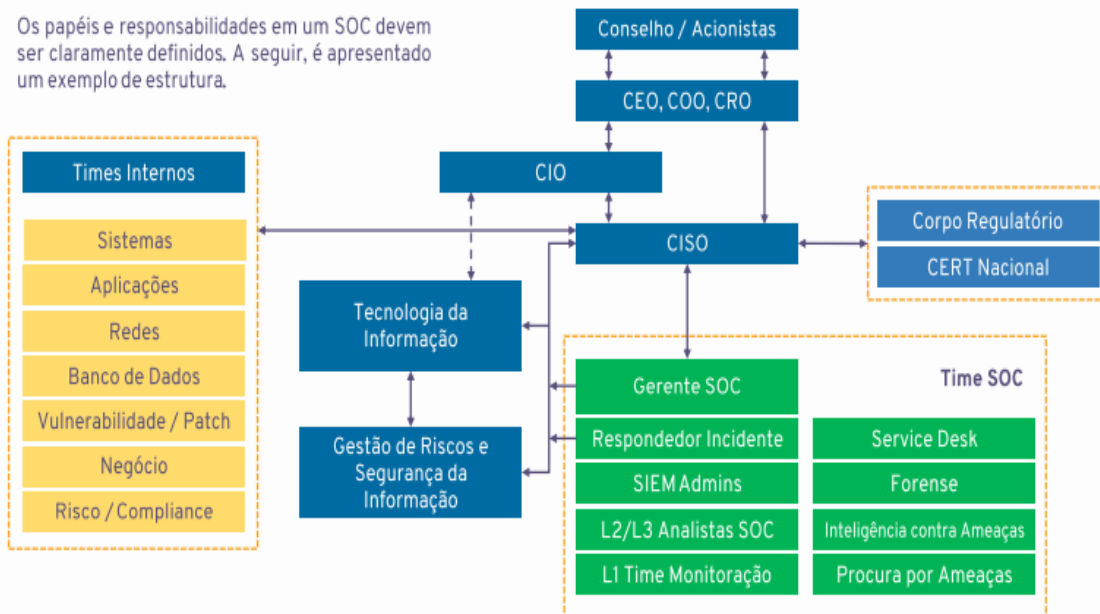 Os papéis e responsabilidades em um SOC devem
ser claramente definidos. A seguir, é apresentado
um exemplo de estrutura.
Conselho / Acionistas
CEO, COO, CRO
CIO
CISO
Corpo Regulatório
CERT Nacional
Times Internos
Sistemas
Aplicações
Redes
Banco de Dados
Vulnerabilidade / Patch
Negócio
Risco / Compliance
Tecnologia da
Informação
Gestão de Riscos e
Segurança da
Informação
Time SOC
Gerente SOC
Respondedor Incidente
SIEM Admins
L2/L3 Analistas SOC
L1 Time Monitoração
Service Desk
Forense
Inteligência contra Ameaças
Procura por Ameaças